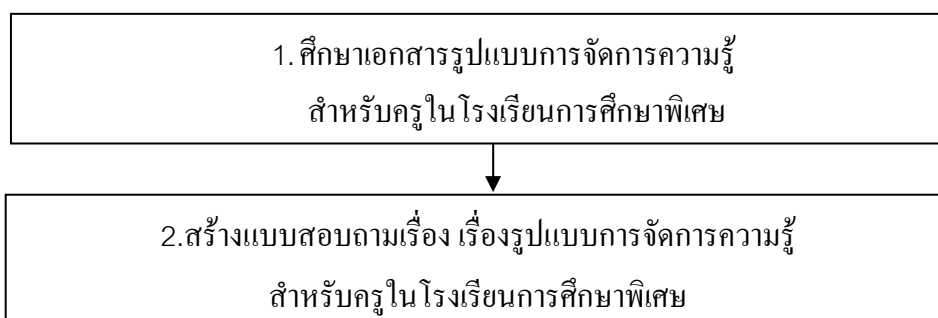 1. ศึกษาเอกสารรูปแบบการจัดการความรู้
สำหรับครูในโรงเรียนการศึกษาพิเศษ
2.สร้างแบบสอบถามเรื่อง เรื่องรูปแบบการจัดการความรู้
สำหรับครูในโรงเรียนการศึกษาพิเศษ